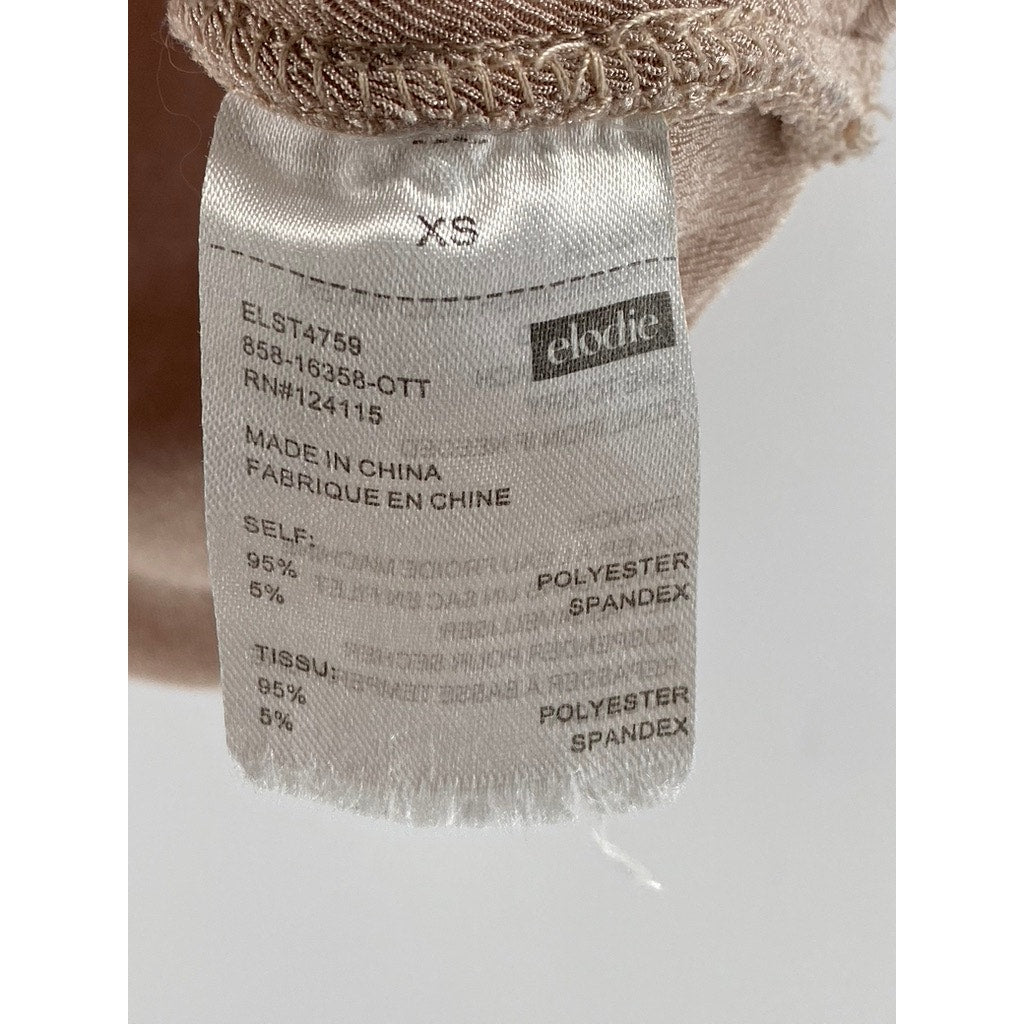 XS
elodie
ELST4759
858-16358-OTT
RN#124115
MADE IN CHINA
FABRIQUE EN CHINE
SELF:
95% POLYESTER
5% SPANDEX
TISSU:
95% POLYESTER
5% SPANDEX